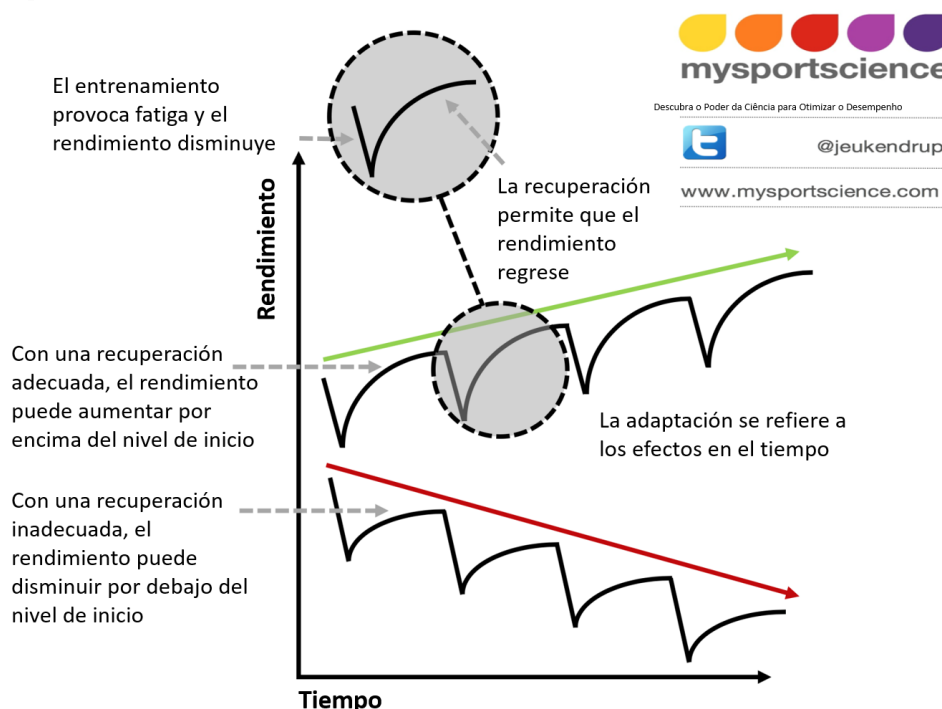 mysportscience
Descubra o Poder da Ciência para Otimizar o Desempenho
@jeukendrup
www.mysportscience.com
El entrenamiento
provoca fatiga y el
rendimiento disminuye
La recuperación
permite que el
rendimiento
regrese
Rendimiento
Con una recuperación
adecuada, el rendimiento
puede aumentar por
encima del nivel de inicio
La adaptación se refiere a
los efectos en el tiempo
Con una recuperación
inadecuada, el
rendimiento puede
disminuir por debajo del
nivel de inicio
Tiempo